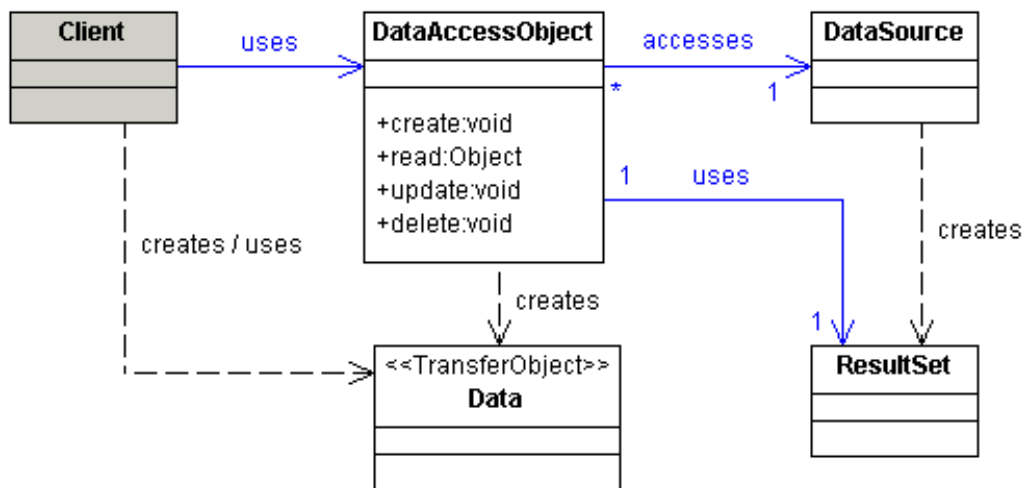 Client
uses
DataAccessObject
accesses
DataSource
*
1
+create:void
+read:Object
+update:void
+delete:void
1
uses
creates / uses
creates
creates
1
<<TransferObject>>
Data
ResultSet